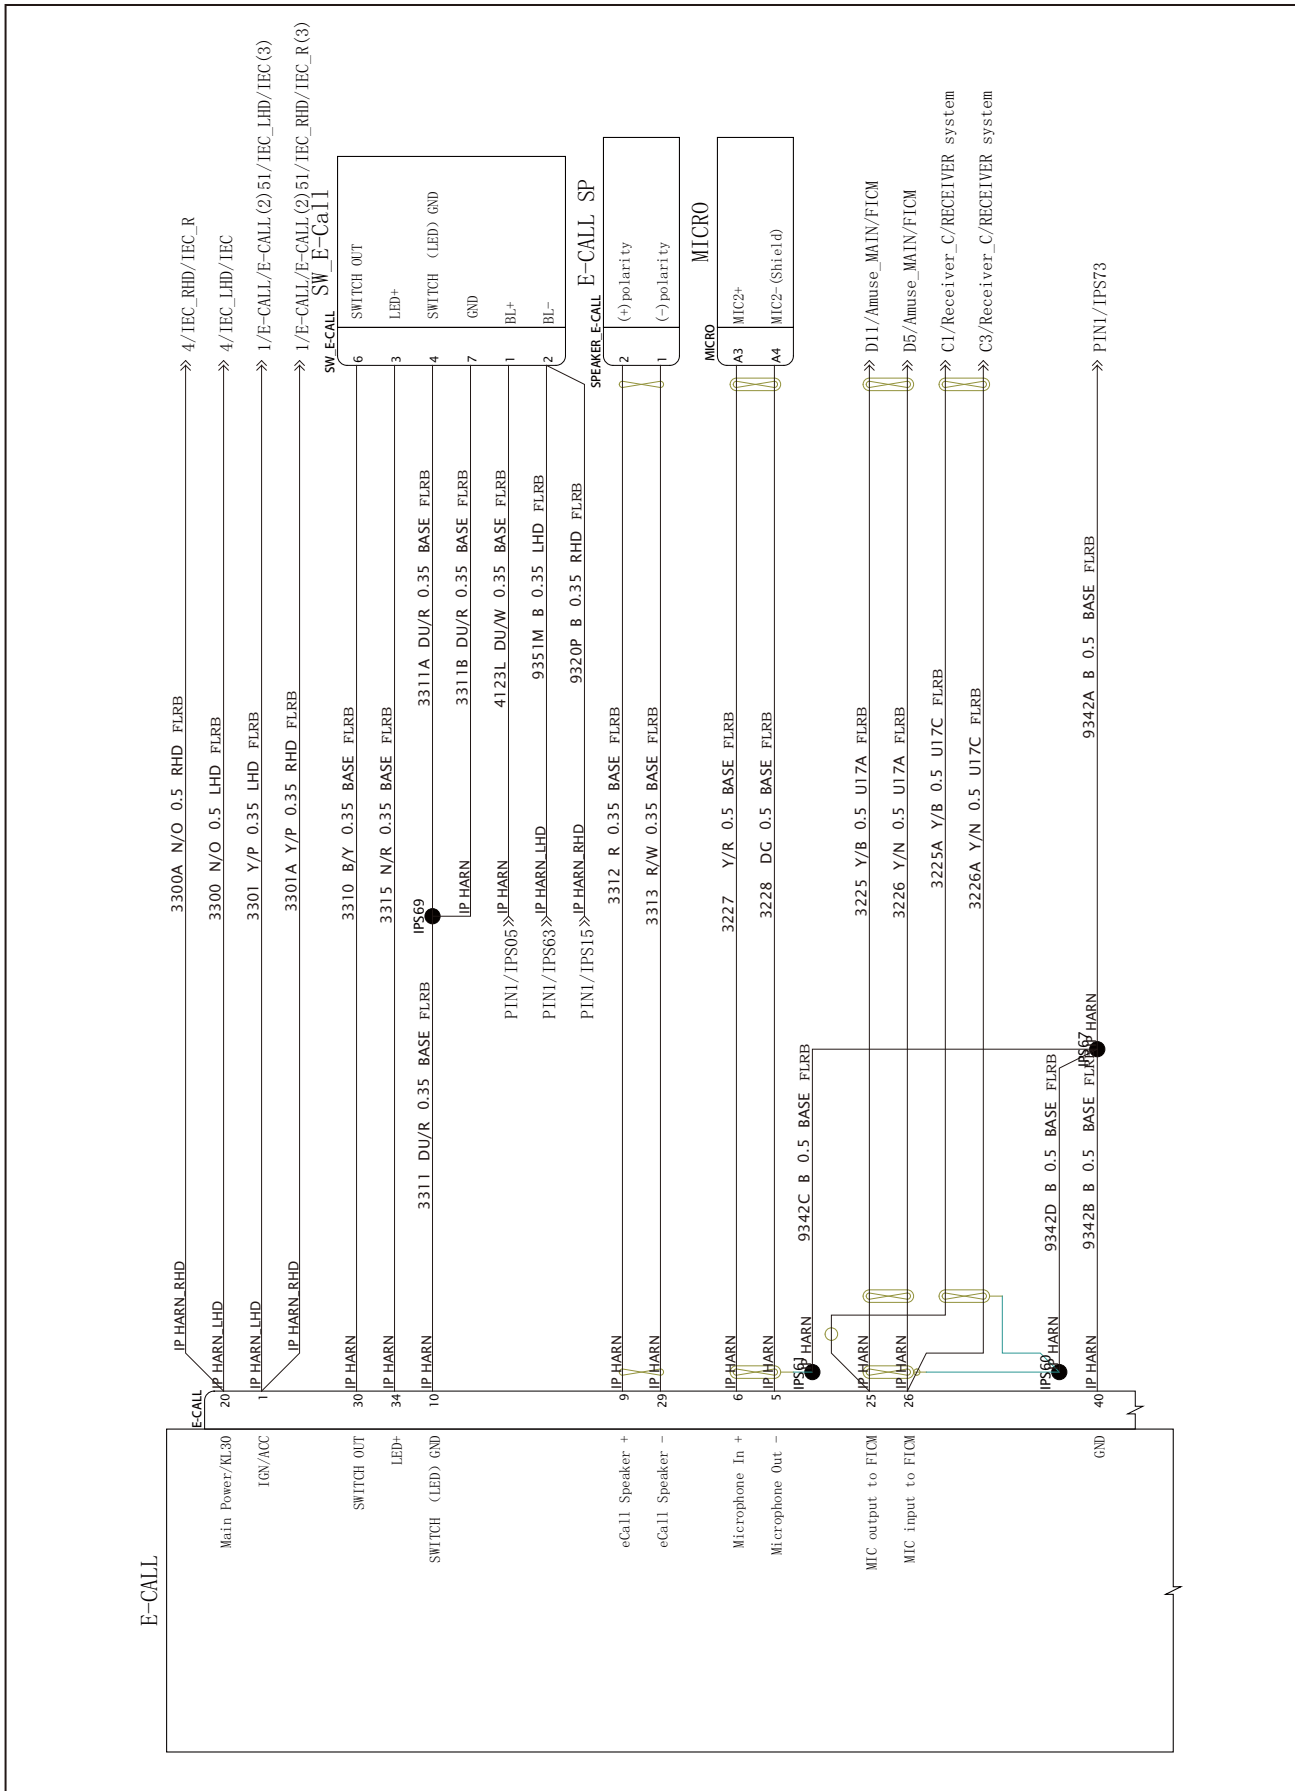 4/IEC_RHD/IEC_R
4/IEC_LHD/IEC
1/E-CALL/E-CALL(2)51/IEC_LHD/IEC(3)
1/E-CALL/E-CALL(2)51/IEC_RHD/IEC_R(3)
SW_E-Call
SW_E-CALL
6 SWITCH OUT
3 LED+
4 SWITCH (LED) GND
7 GND
1 BL+
2 BL-
E-CALL SP
SPEAKER_E-CALL
2 (+)polarity
1 (-)polarity
MICRO
MICRO
A3 MIC2+
A4 MIC2-(Shield)
D11/Amuse_MAIN/FICM
D5/Amuse_MAIN/FICM
C1/Receiver_C/RECEIVER system
C3/Receiver_C/RECEIVER system
PIN1/IPS73
3300A N/O 0.5 RHD FLRB
3300 N/O 0.5 LHD FLRB
3301 Y/P 0.35 LHD FLRB
3301A Y/P 0.35 RHD FLRB
3310 B/Y 0.35 BASE FLRB
3315 N/R 0.35 BASE FLRB
3311A DU/R 0.35 BASE FLRB
3311B DU/R 0.35 BASE FLRB
4123L DU/W 0.35 BASE FLRB
9351M B 0.35 LHD FLRB
9320P B 0.35 RHD FLRB
IPS69
IP HARN
IP HARN
IP HARN_LHD
IP HARN_RHD
PIN1/IPS05
PIN1/IPS63
PIN1/IPS15
3311 DU/R 0.35 BASE FLRB
3312 R 0.35 BASE FLRB
3313 R/W 0.35 BASE FLRB
3227 Y/R 0.5 BASE FLRB
3228 DG 0.5 BASE FLRB
3225 Y/B 0.5 U17A FLRB
3226 Y/N 0.5 U17A FLRB
3225A Y/B 0.5 U17C FLRB
3226A Y/N 0.5 U17C FLRB
9342A B 0.5 BASE FLRB
IPS67
IP HARN
9342C B 0.5 BASE FLRB
9342D B 0.5 BASE FLRB
9342B B 0.5 BASE FLRB
IP HARN_RHD
IP HARN_LHD
IP HARN_LHD
IP HARN_RHD
IP HARN
IP HARN
IP HARN
IP HARN
IP HARN
IP HARN
IP HARN
IPS61
IP HARN
IP HARN
IP HARN
IPS60
IP HARN
IP HARN
E-CALL
E-CALL
20 Main Power/KL30
1 IGN/ACC
30 SWITCH OUT
34 LED+
10 SWITCH (LED) GND
9 eCall Speaker +
29 eCall Speaker -
6 Microphone In +
5 Microphone Out -
25 MIC output to FICM
26 MIC input to FICM
40 GND